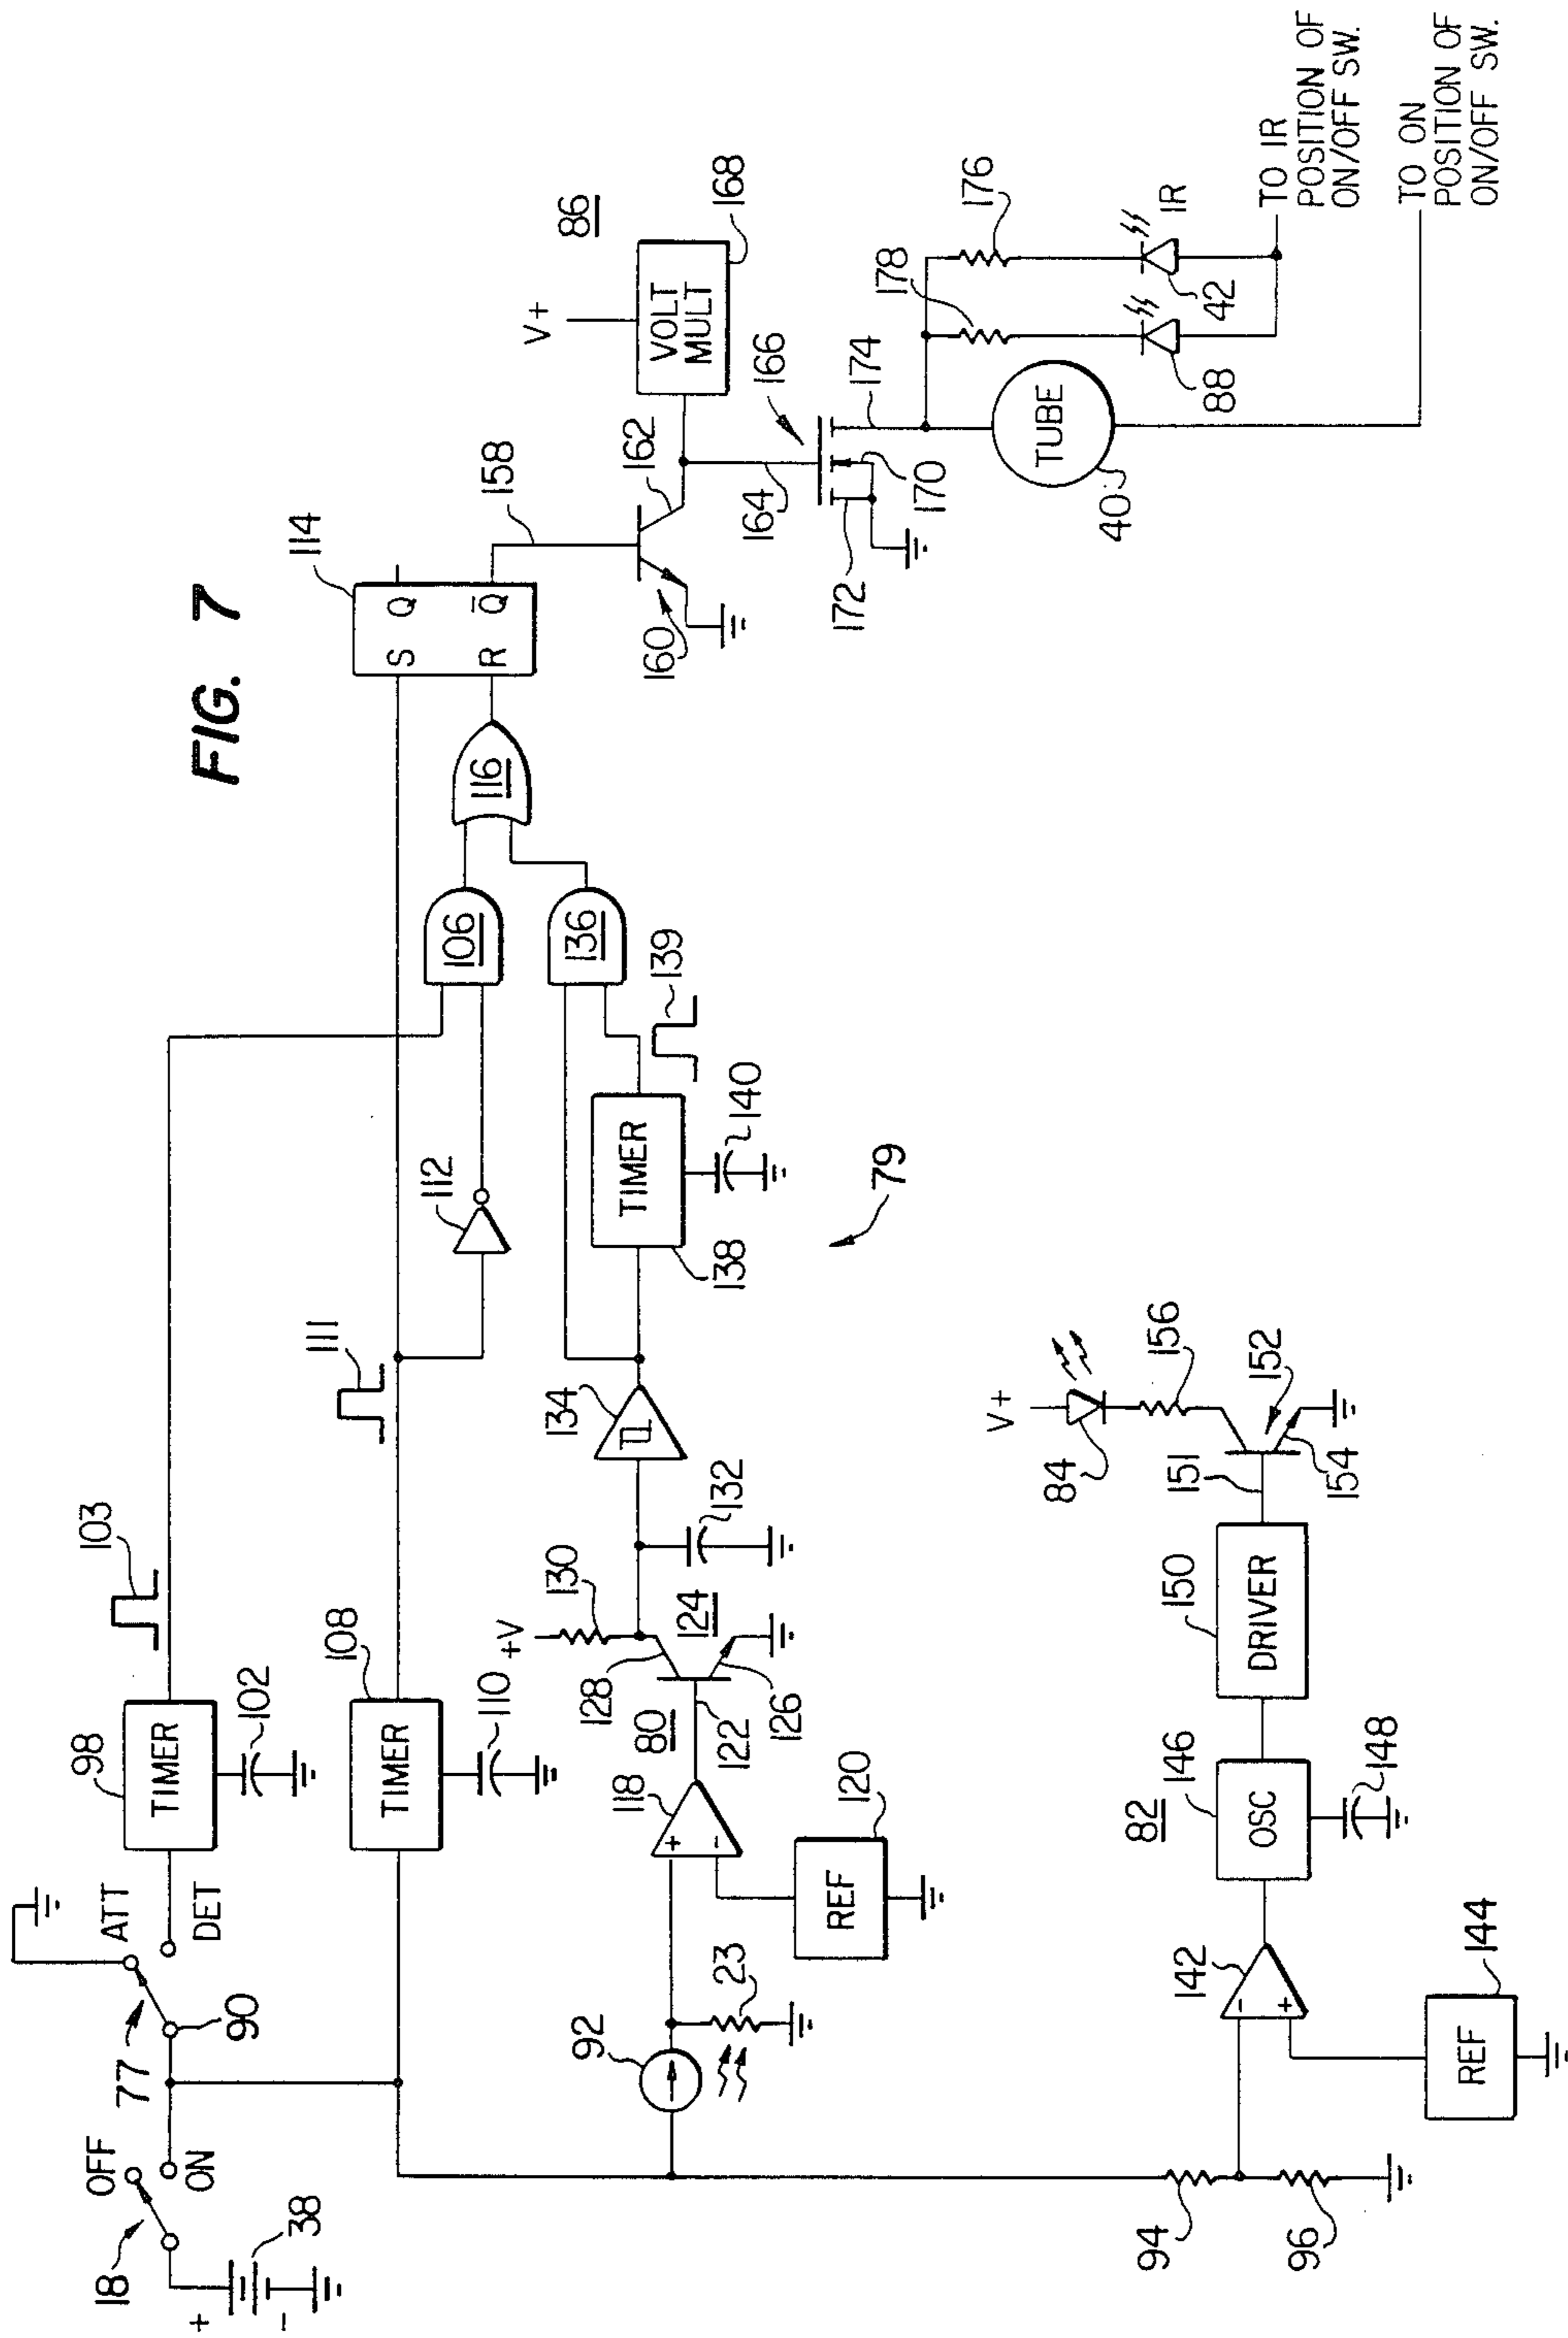 FIG. 7
18
OFF
ON
+
-
38
77
90
ATT
DET
98
TIMER
102
103
108
TIMER
110
111
112
106
116
114
S Q
R Q̄
158
160
162
V+
86
VOLT
MULT
168
164
166
170
172
174
178
176
TUBE
40
88
42
IR
TO IR
POSITION OF
ON/OFF SW.
TO ON
POSITION OF
ON/OFF SW.
92
23
118
+
-
REF
120
80
122
126
128
124
+V
130
132
134
138
TIMER
140
139
136
79
94
96
142
-
+
REF
144
82
146
OSC
148
150
DRIVER
151
152
154
156
84
V+